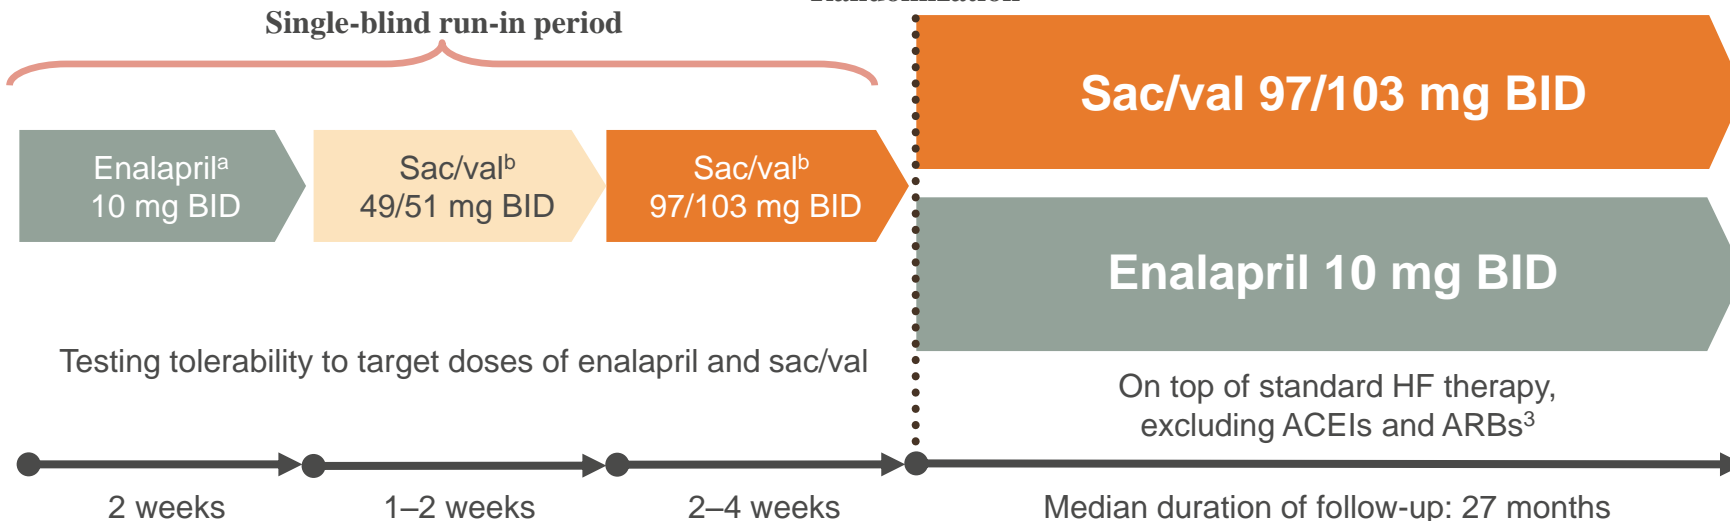 Single-blind run-in period
Enalaprilᵃ
10 mg BID
Sac/valᵇ
49/51 mg BID
Sac/valᵇ
97/103 mg BID
Sac/val 97/103 mg BID
Enalapril 10 mg BID
Testing tolerability to target doses of enalapril and sac/val
On top of standard HF therapy,
excluding ACEIs and ARBs³
2 weeks
1–2 weeks
2–4 weeks
Median duration of follow-up: 27 months